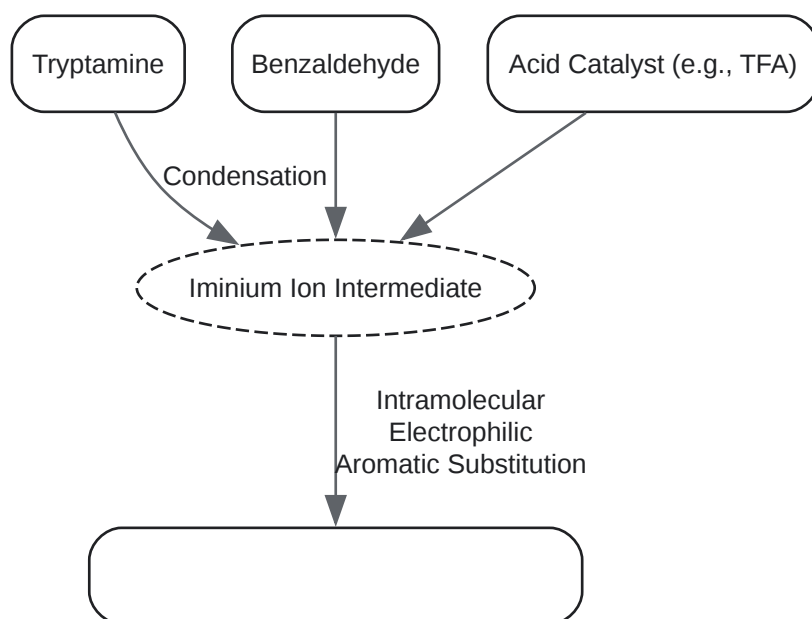 Tryptamine
Benzaldehyde
Acid Catalyst (e.g., TFA)
Condensation
Iminium Ion Intermediate
Intramolecular
Electrophilic
Aromatic Substitution